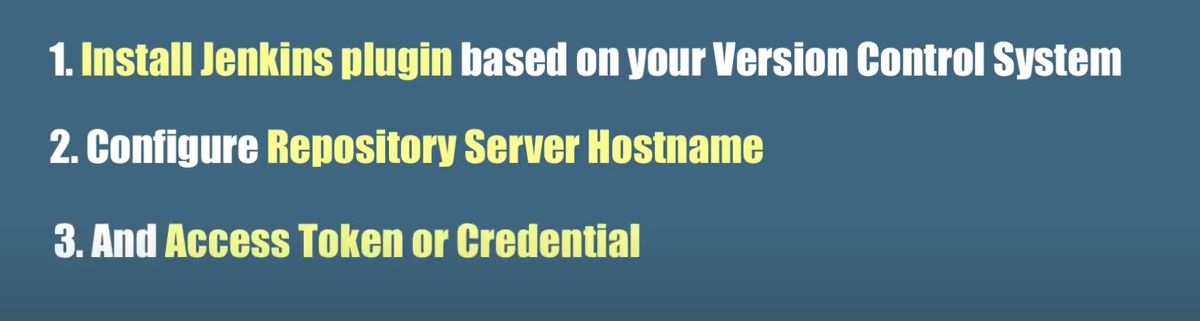 1. Install Jenkins plugin based on your Version Control System
2. Configure Repository Server Hostname
3. And Access Token or Credential